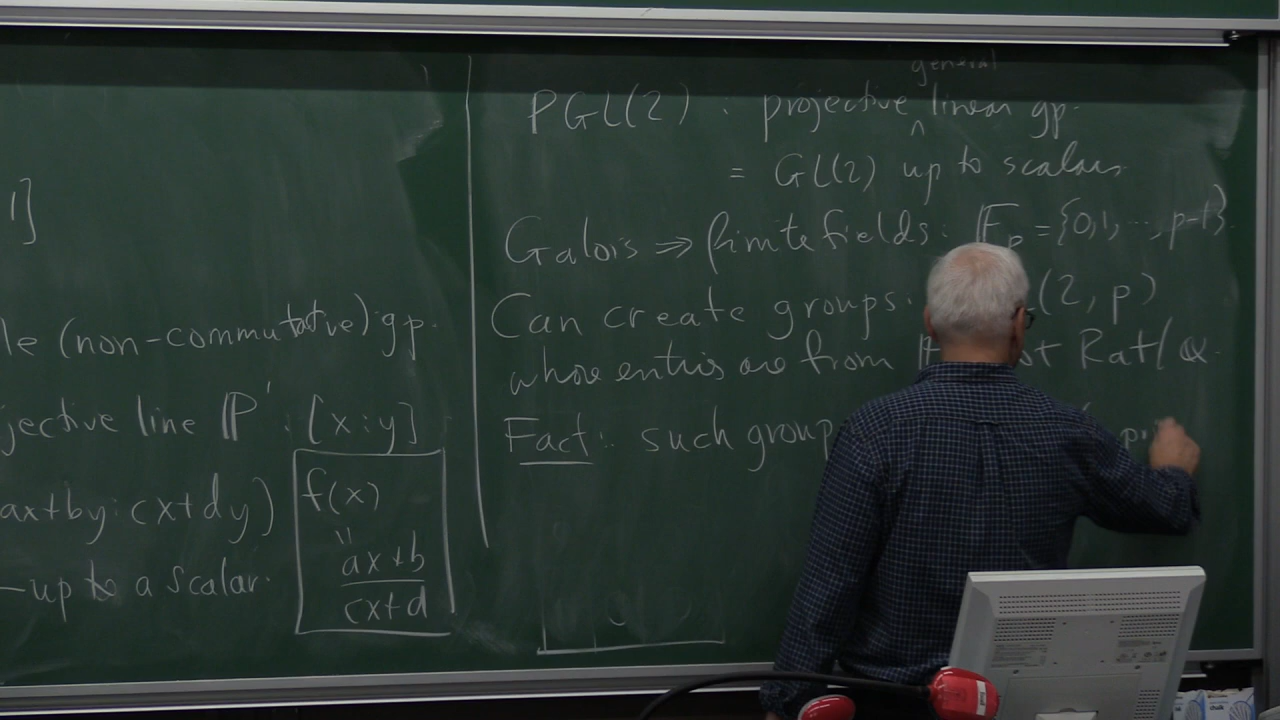 1]
le (non-commutative) gp.
jective line P¹ : [x:y]
ax+by : cx+dy)
—up to a scalar.
f(x)
"
ax+b
cx+d
general
PGL(2) : projective ^ linear gp.
= GL(2) up to scalars
Galois ⇒ finite fields : F_p = {0,1, ..., p-1}.
Can create groups: (2, p)
whose entries are from not Rat/Q.
Fact: such group
chalk